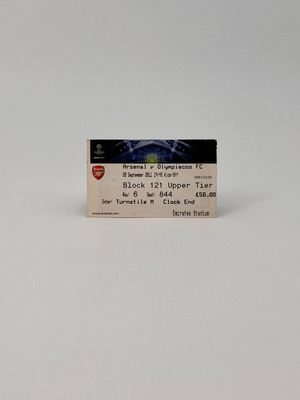 Arsenal v Olympiacos FC
28 September 2011 19:45 Kick-Off
Block 121 Upper Tier
Row: 6 Seat: 844 £50.00
Enter: Turnstile M Clock End
www.arsenal.com Emirates Stadium